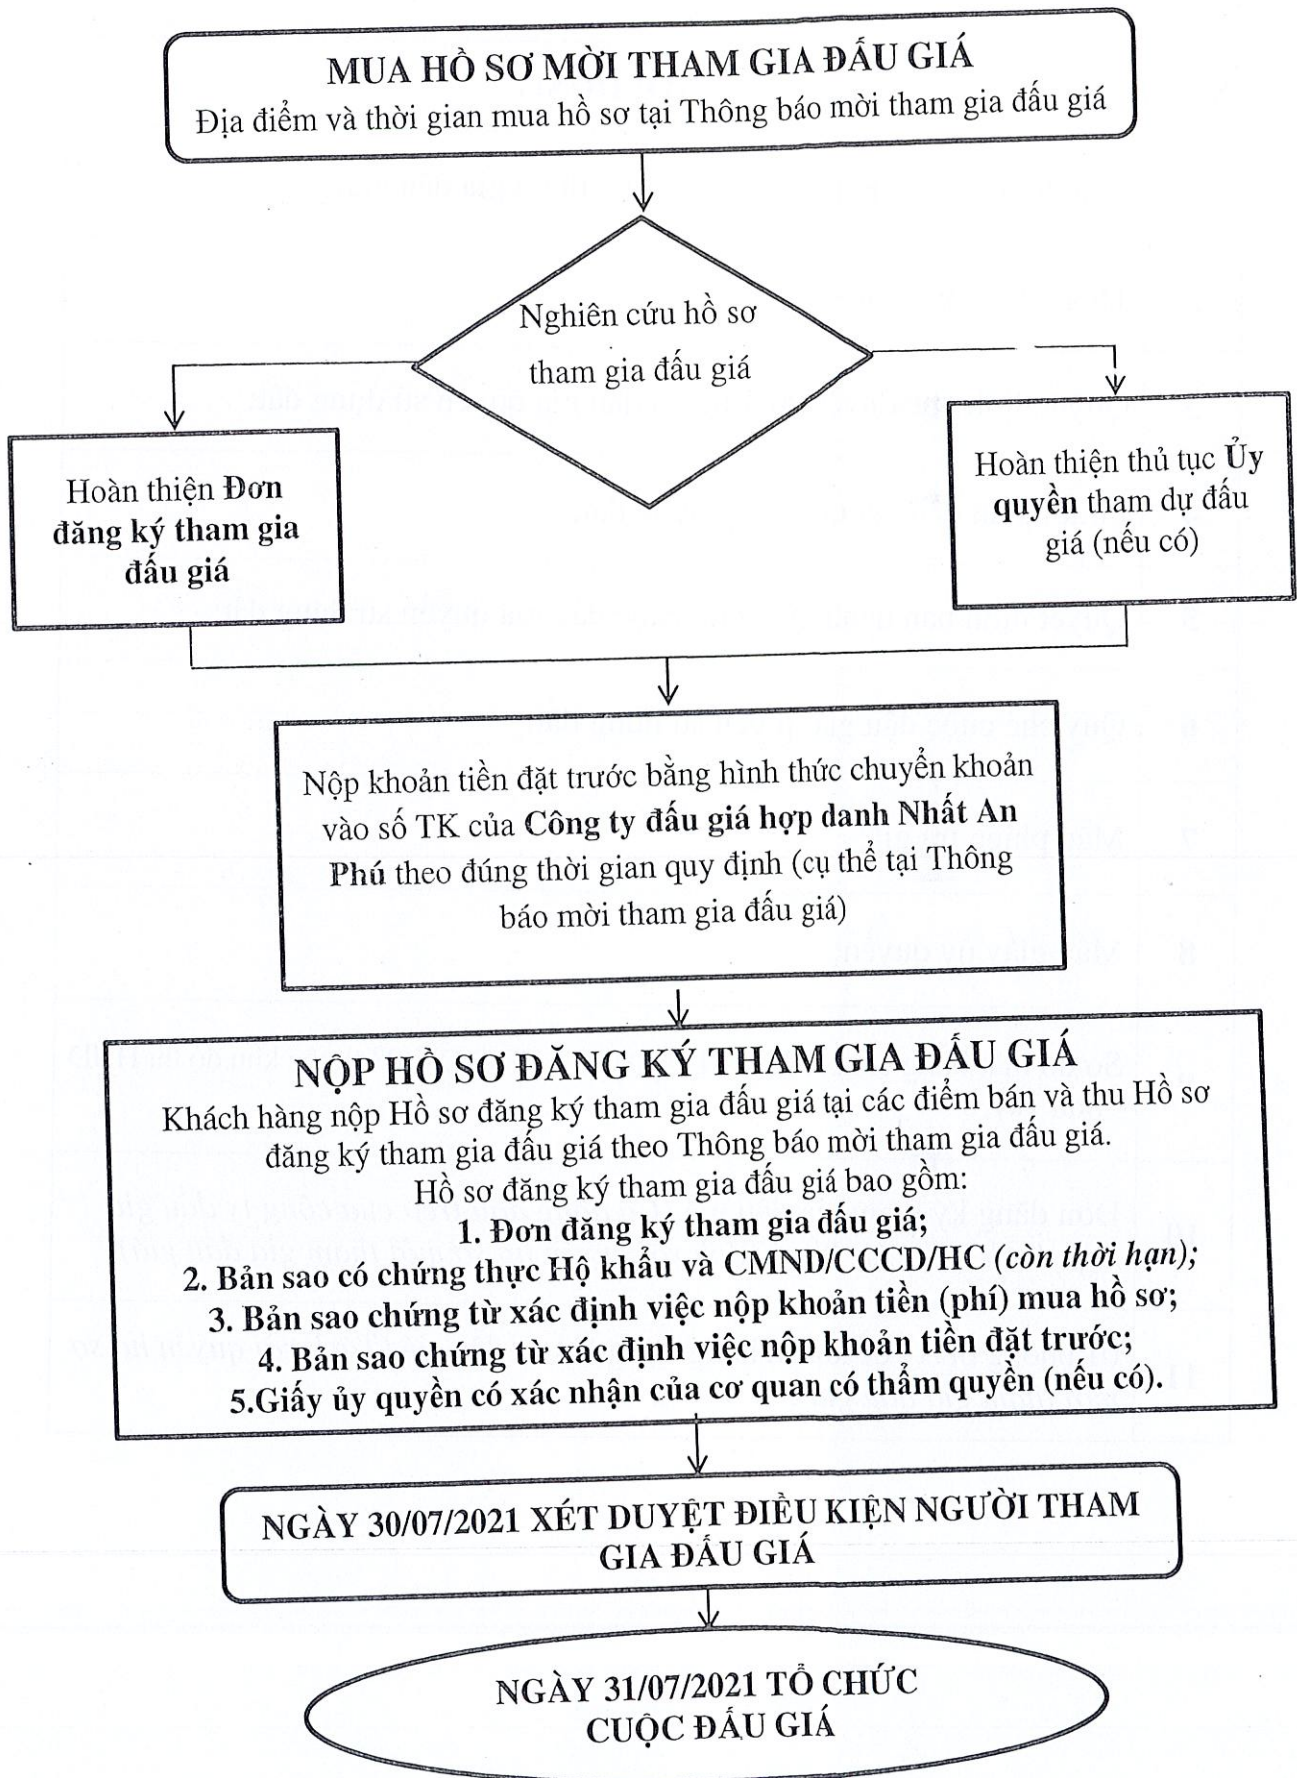 MUA HỒ SƠ MỜI THAM GIA ĐẤU GIÁ
Địa điểm và thời gian mua hồ sơ tại Thông báo mời tham gia đấu giá
Nghiên cứu hồ sơ
tham gia đấu giá
Hoàn thiện Đơn
đăng ký tham gia
đấu giá
Hoàn thiện thủ tục Ủy
quyền tham dự đấu
giá (nếu có)
Nộp khoản tiền đặt trước bằng hình thức chuyển khoản
vào số TK của Công ty đấu giá hợp danh Nhất An
Phú theo đúng thời gian quy định (cụ thể tại Thông
báo mời tham gia đấu giá)
NỘP HỒ SƠ ĐĂNG KÝ THAM GIA ĐẤU GIÁ
Khách hàng nộp Hồ sơ đăng ký tham gia đấu giá tại các điểm bán và thu Hồ sơ
đăng ký tham gia đấu giá theo Thông báo mời tham gia đấu giá.
Hồ sơ đăng ký tham gia đấu giá bao gồm:
1. Đơn đăng ký tham gia đấu giá;
2. Bản sao có chứng thực Hộ khẩu và CMND/CCCD/HC (còn thời hạn);
3. Bản sao chứng từ xác định việc nộp khoản tiền (phí) mua hồ sơ;
4. Bản sao chứng từ xác định việc nộp khoản tiền đặt trước;
5.Giấy ủy quyền có xác nhận của cơ quan có thẩm quyền (nếu có).
NGÀY 30/07/2021 XÉT DUYỆT ĐIỀU KIỆN NGƯỜI THAM
GIA ĐẤU GIÁ
NGÀY 31/07/2021 TỔ CHỨC
CUỘC ĐẤU GIÁ